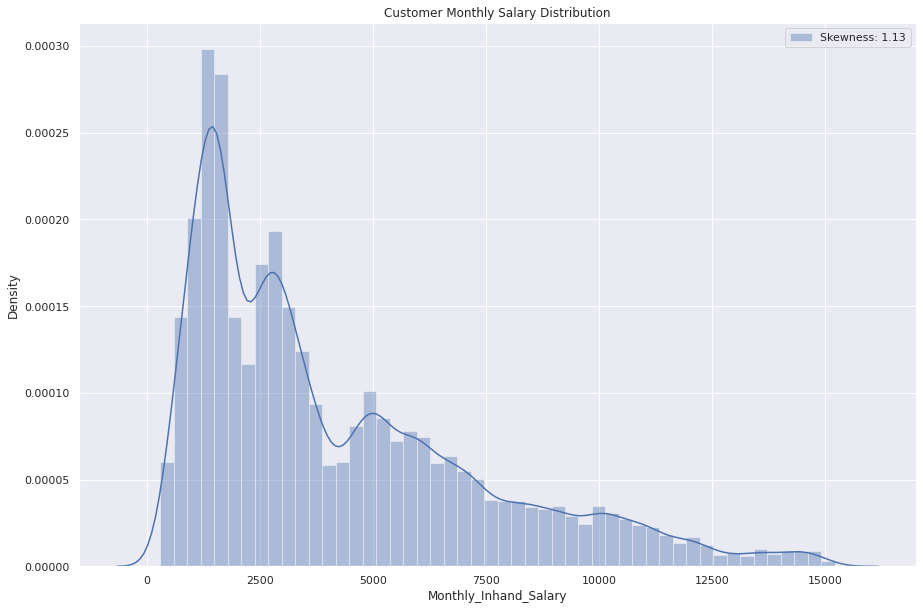 Customer Monthly Salary Distribution
Skewness: 1.13
0.00030
0.00025
0.00020
0.00015
0.00010
0.00005
0.00000
Density
0 2500 5000 7500 10000 12500 15000
Monthly_Inhand_Salary